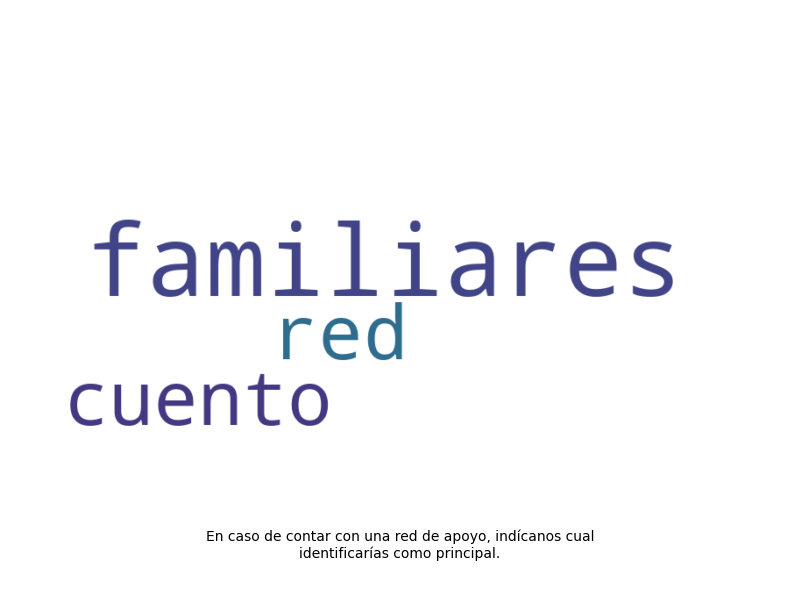 familiares
red
cuento
En caso de contar con una red de apoyo, indícanos cual
identificarías como principal.